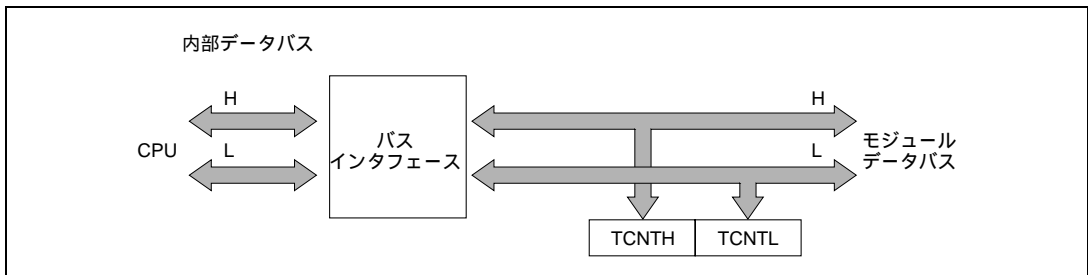 内部データバス
H
L
CPU
バス
インタフェース
H
L
モジュール
データバス
TCNTH
TCNTL